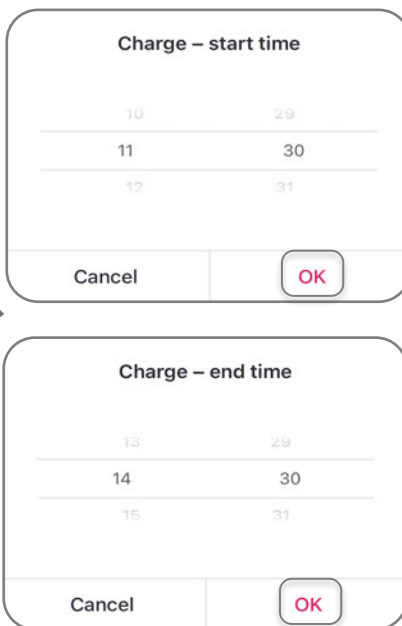 Charge – start time
10 29
11 30
12 31
Cancel OK
Charge – end time
13 29
14 30
15 31
Cancel OK